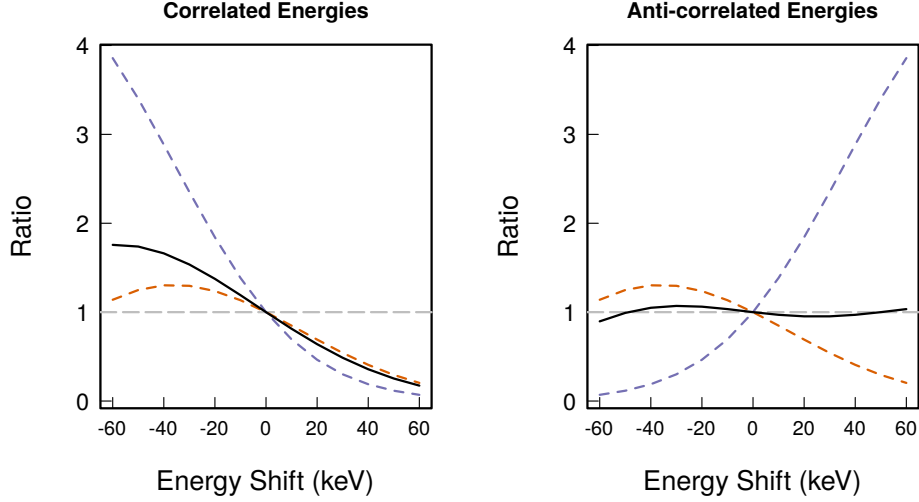 Correlated Energies
4
3
2
1
0
Ratio
-60 -40 -20 0 20 40 60
Energy Shift (keV)
Anti-correlated Energies
4
3
2
1
0
Ratio
-60 -40 -20 0 20 40 60
Energy Shift (keV)